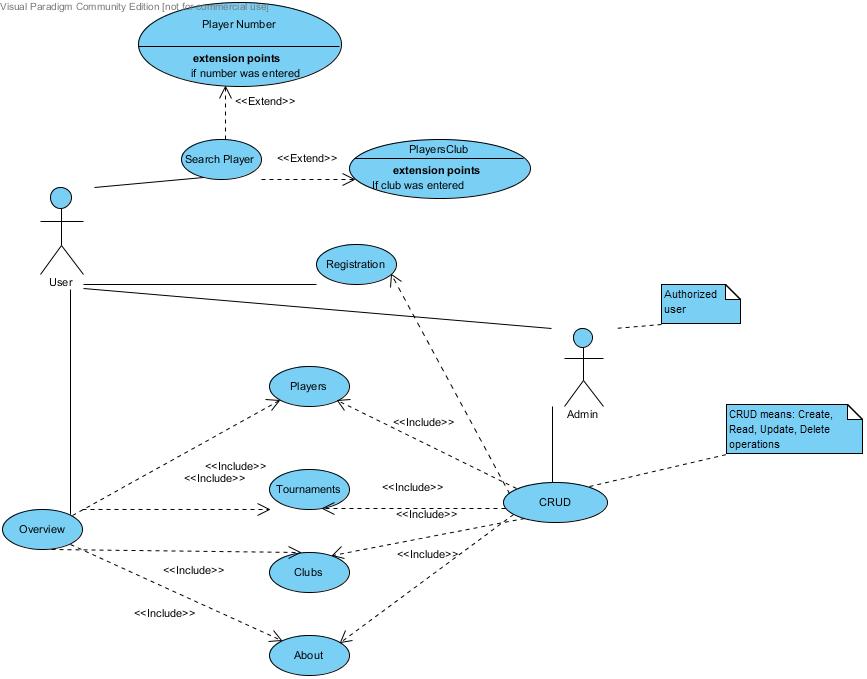 Visual Paradigm Community Edition [not for commercial use]
Player Number
extension points
if number was entered
<<Extend>>
Search Player
<<Extend>>
PlayersClub
extension points
If club was entered
User
Registration
Authorized
user
Admin
Players
<<Include>>
CRUD means: Create,
Read, Update, Delete
operations
<<Include>>
<<Include>>
Tournaments
<<Include>>
<<Include>>
CRUD
Overview
<<Include>>
Clubs
<<Include>>
<<Include>>
About